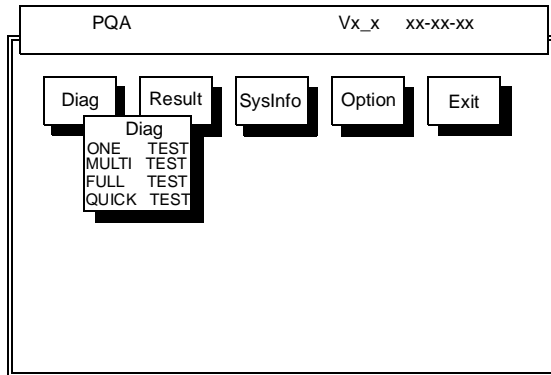 PQA Vx_x xx-xx-xx
Diag Result SysInfo Option Exit
Diag
ONE TEST
MULTI TEST
FULL TEST
QUICK TEST